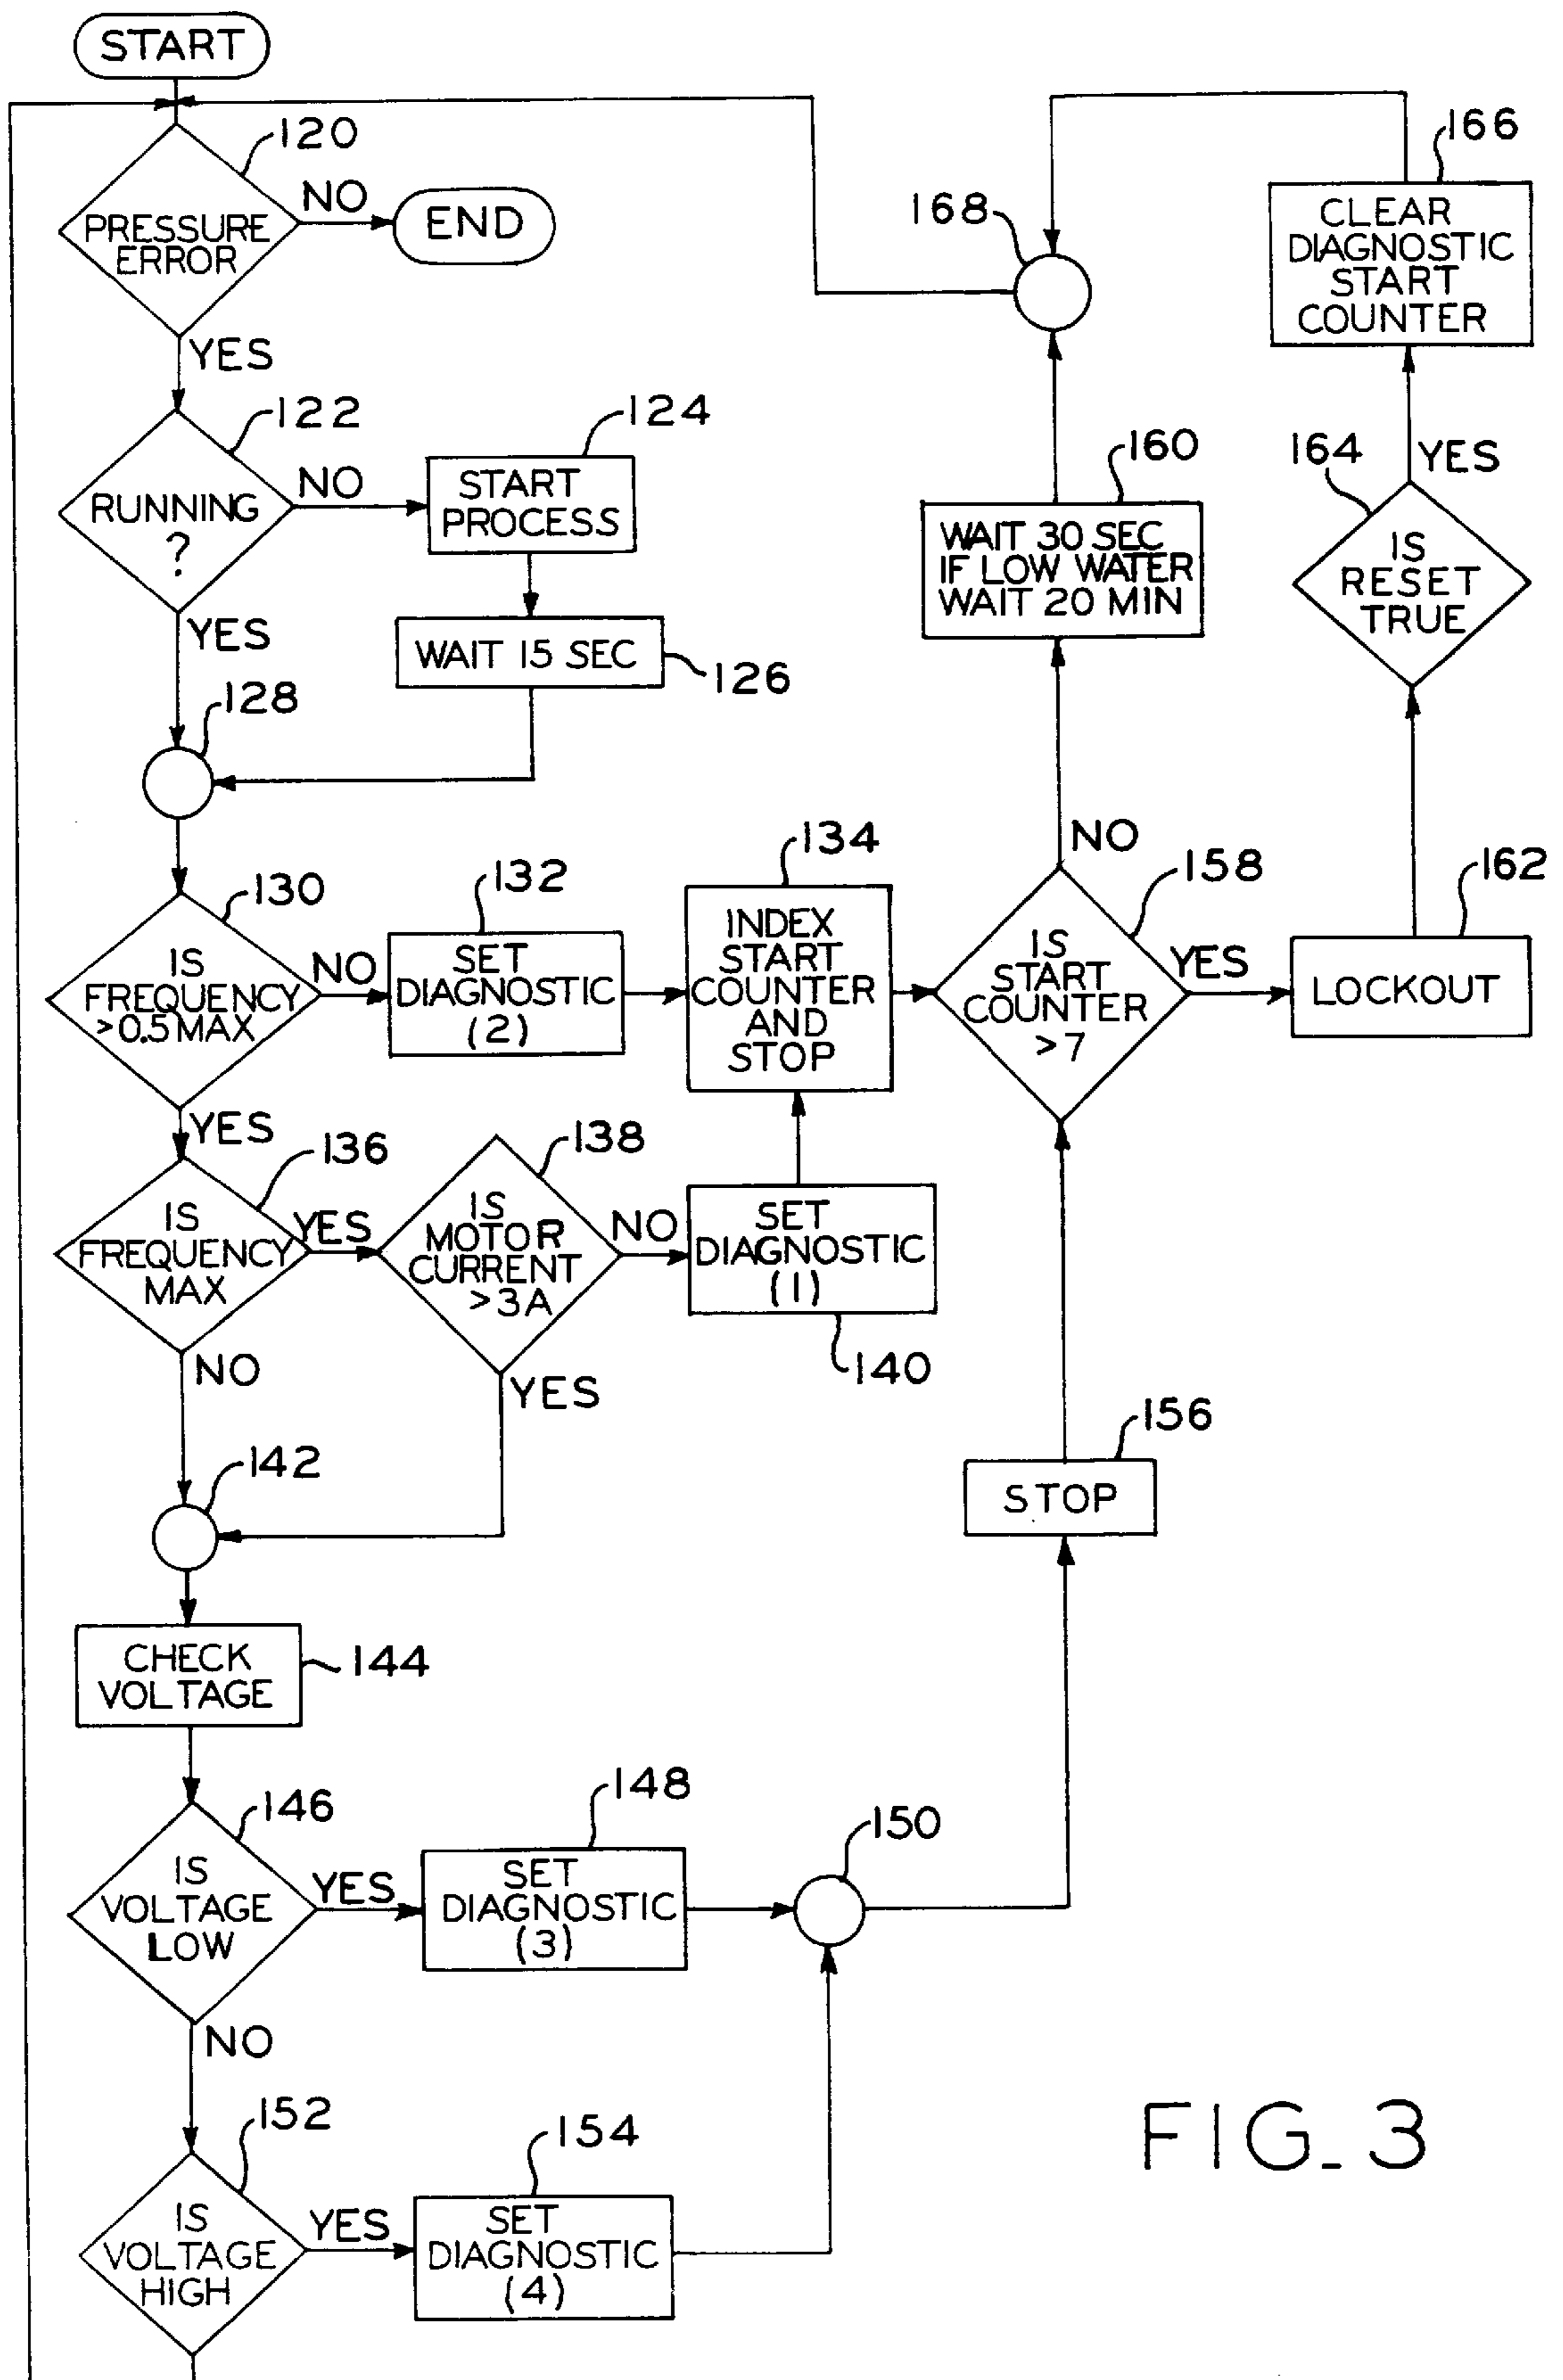 START
120
PRESSURE
ERROR
NO
END
YES
122
RUNNING
?
NO
124
START
PROCESS
WAIT 15 SEC
126
YES
128
130
IS
FREQUENCY
>0.5 MAX
NO
132
SET
DIAGNOSTIC
(2)
134
INDEX
START
COUNTER
AND
STOP
YES
136
IS
FREQUENCY
MAX
YES
138
IS
MOTOR
CURRENT
>3A
NO
SET
DIAGNOSTIC
(1)
140
NO
YES
142
CHECK
VOLTAGE
144
146
IS
VOLTAGE
LOW
YES
148
SET
DIAGNOSTIC
(3)
150
NO
152
IS
VOLTAGE
HIGH
YES
154
SET
DIAGNOSTIC
(4)
156
STOP
158
IS
START
COUNTER
>7
NO
YES
160
WAIT 30 SEC
IF LOW WATER
WAIT 20 MIN
162
LOCKOUT
164
IS
RESET
TRUE
YES
166
CLEAR
DIAGNOSTIC
START
COUNTER
168
FIG_3